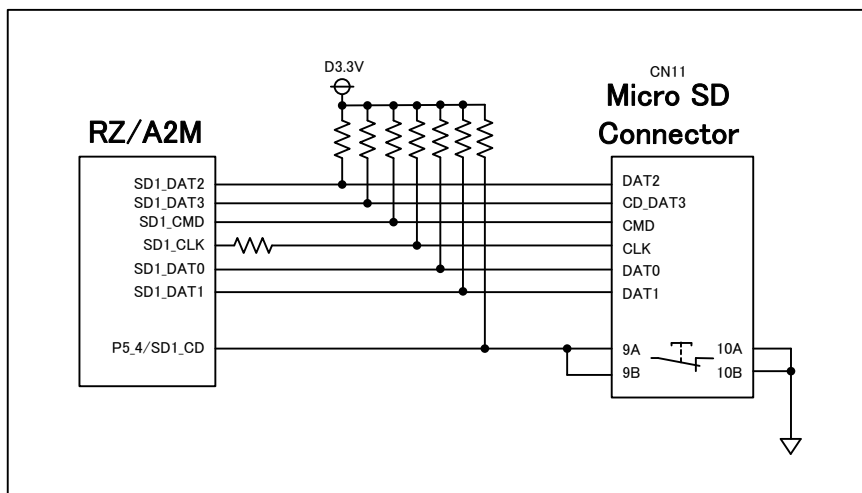 D3.3V
CN11
Micro SD
Connector
RZ/A2M
SD1_DAT2
SD1_DAT3
SD1_CMD
SD1_CLK
SD1_DAT0
SD1_DAT1
P5_4/SD1_CD
DAT2
CD_DAT3
CMD
CLK
DAT0
DAT1
9A
10A
9B
10B